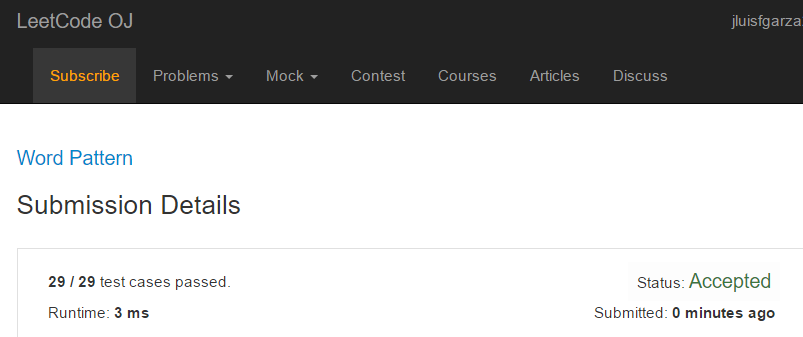 LeetCode OJ jluisfgarza
Subscribe Problems Mock Contest Courses Articles Discuss
Word Pattern
Submission Details
29 / 29 test cases passed. Status: Accepted
Runtime: 3 ms Submitted: 0 minutes ago